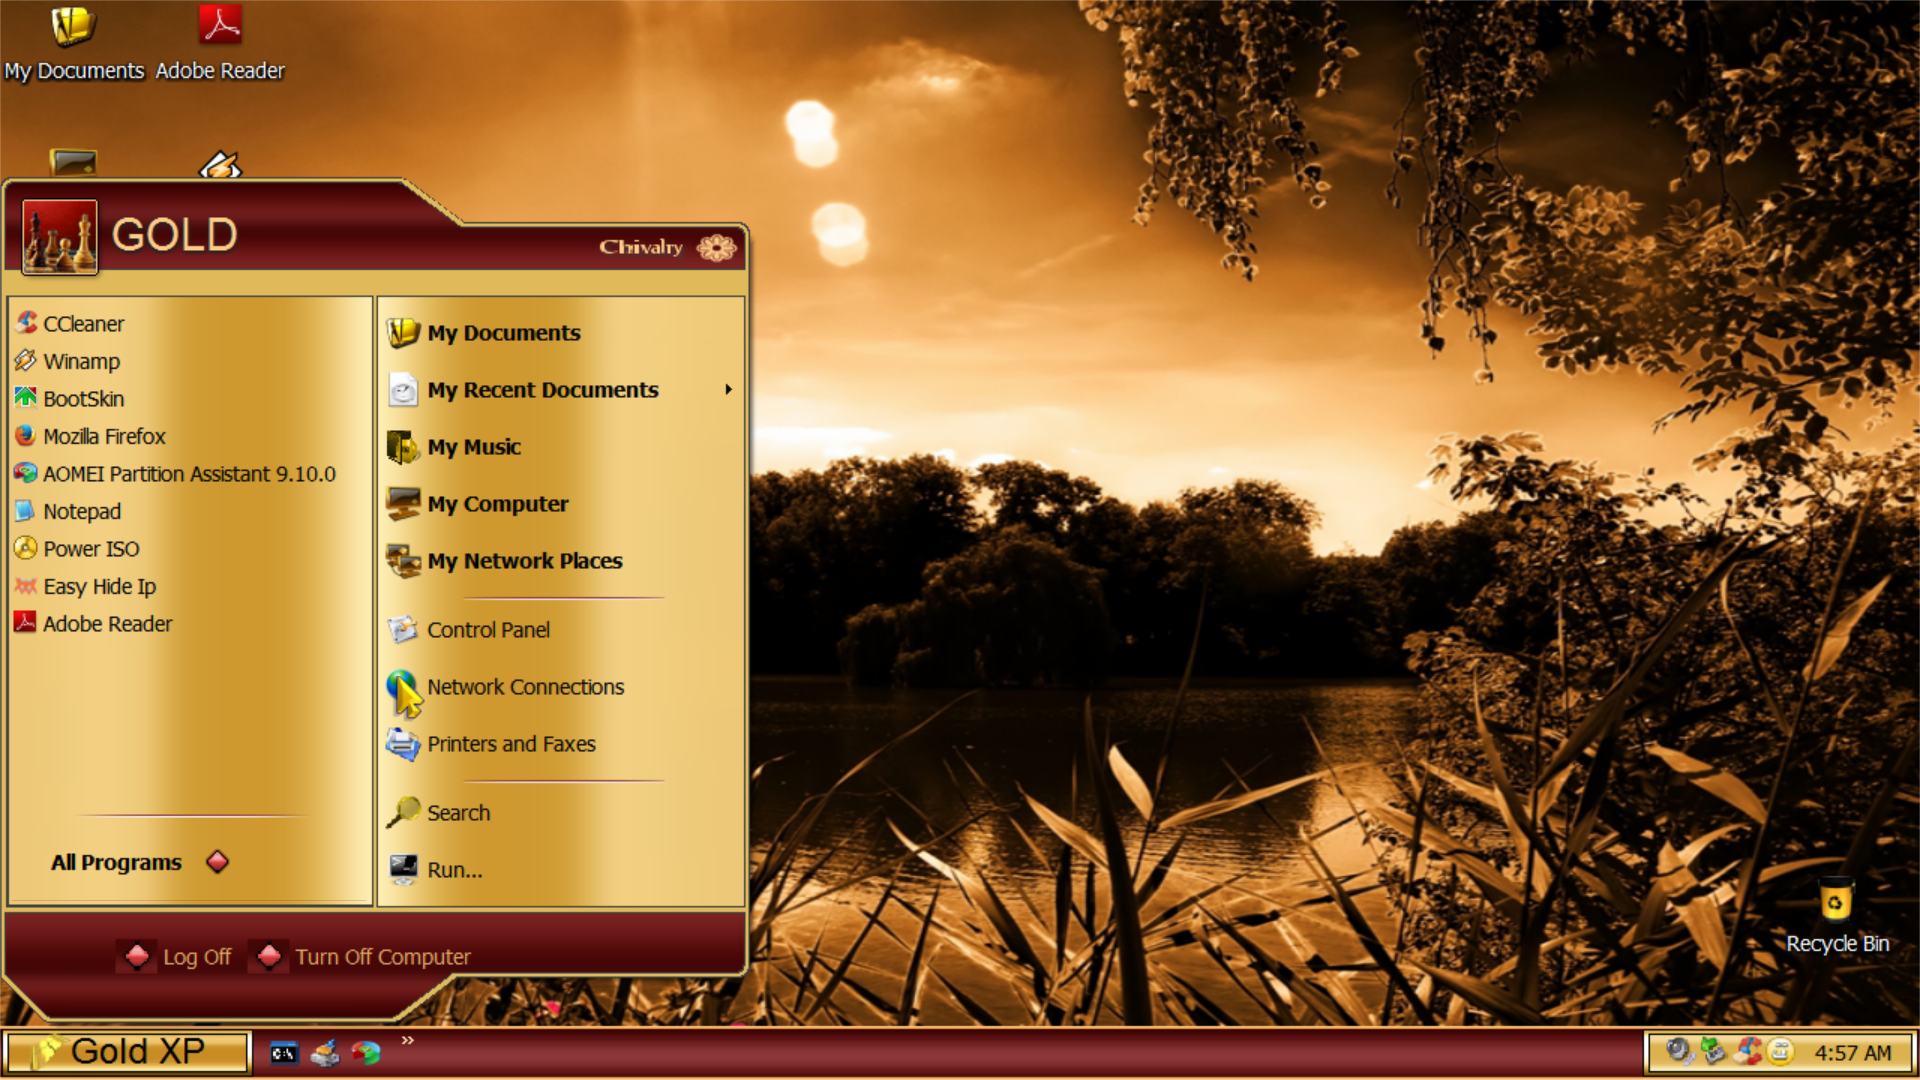 My Documents
Adobe Reader
GOLD
Chivalry
CCleaner
Winamp
BootSkin
Mozilla Firefox
AOMEI Partition Assistant 9.10.0
Notepad
Power ISO
Easy Hide Ip
Adobe Reader
All Programs
My Documents
My Recent Documents
My Music
My Computer
My Network Places
Control Panel
Network Connections
Printers and Faxes
Search
Run...
Log Off
Turn Off Computer
Recycle Bin
Gold XP
C:\
»
4:57 AM